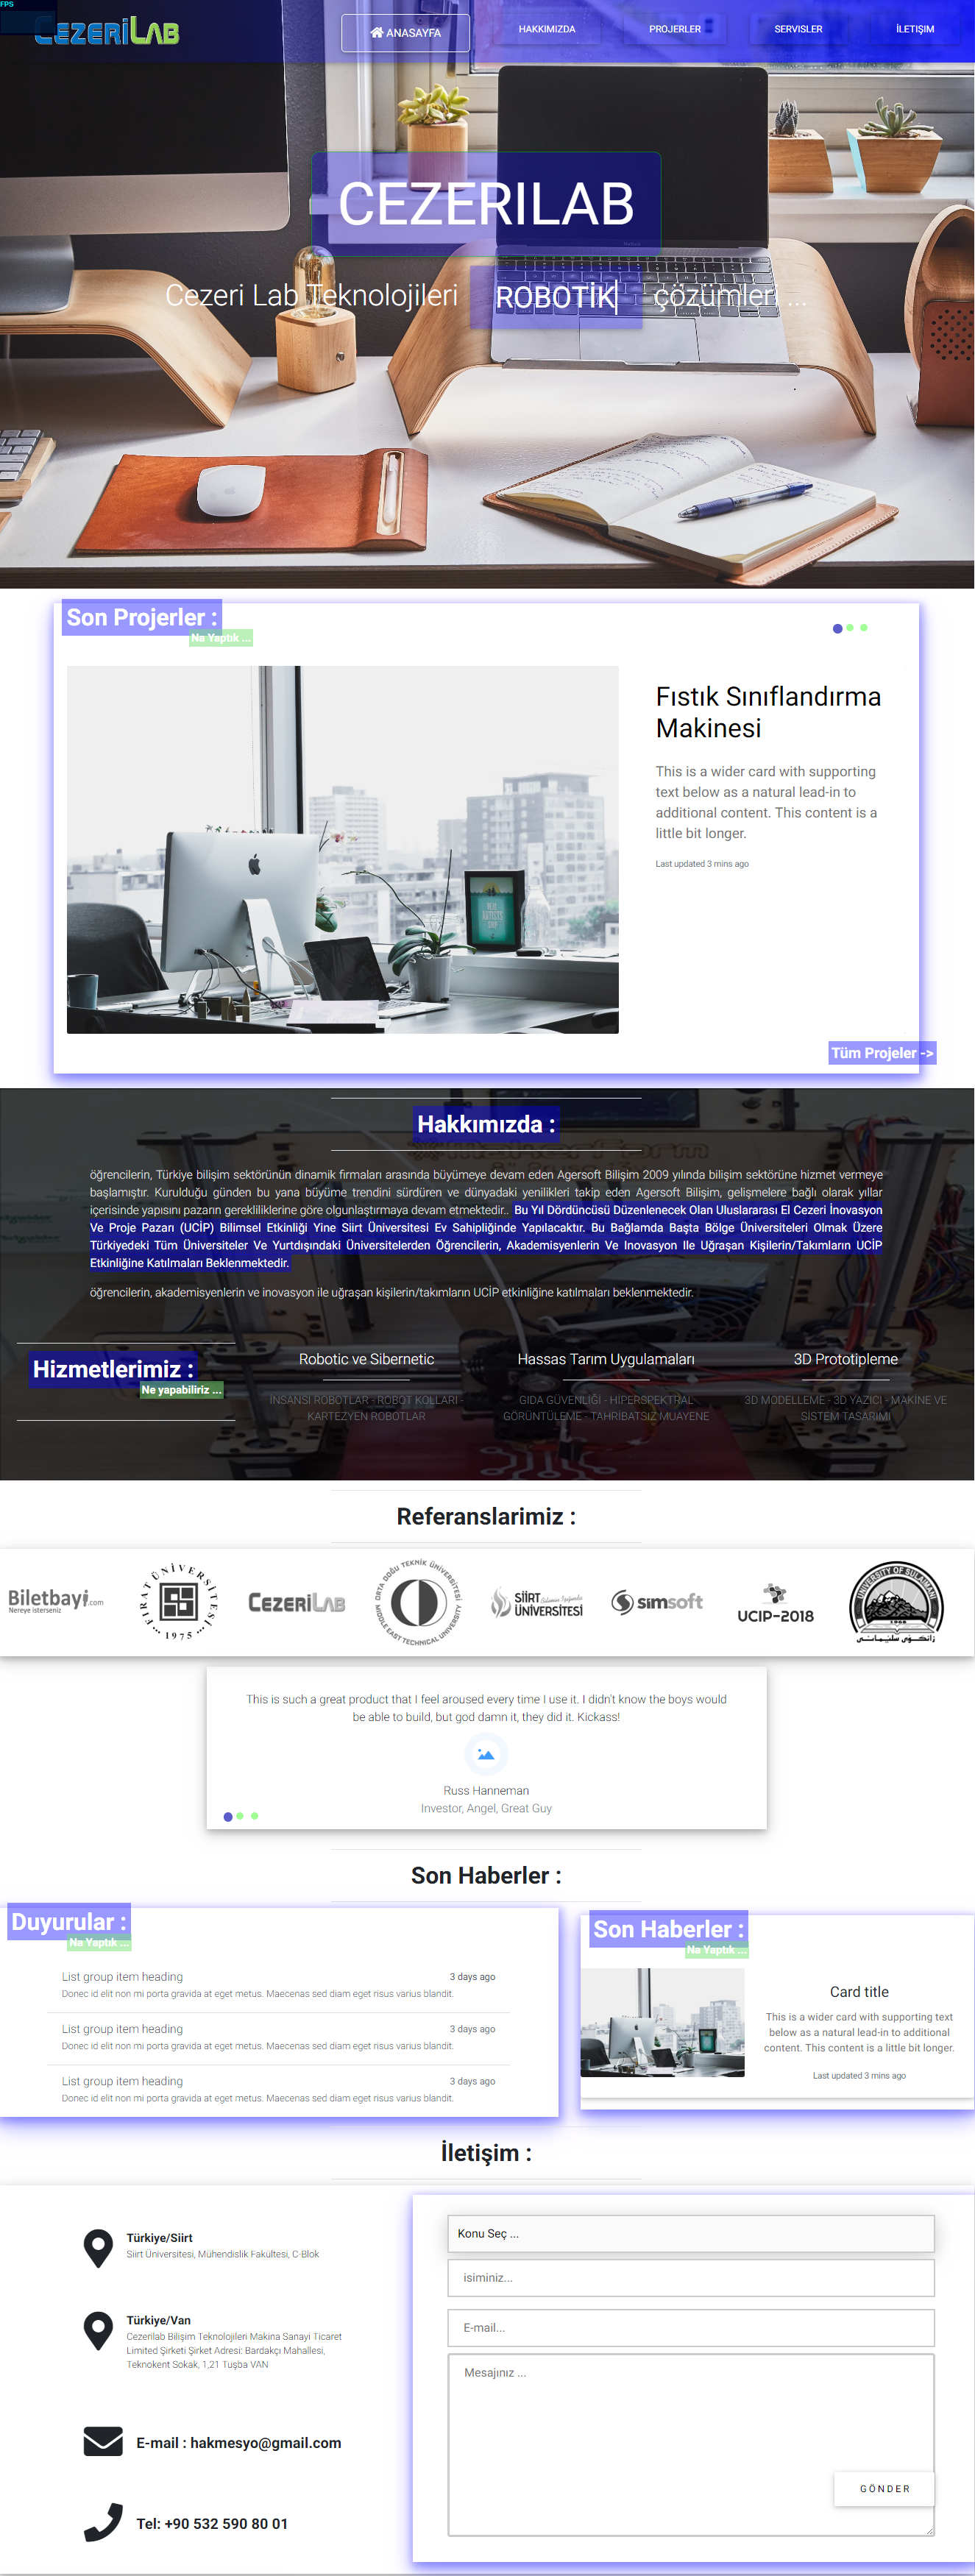 FPS
CEZERILAB
ANASAYFA
HAKKIMIZDA
PROJERLER
SERVISLER
İLETIŞIM
CEZERILAB
Cezeri Lab Teknolojileri ROBOTİK çözümleri ...
Son Projerler :
Na Yaptık ...
Fıstık Sınıflandırma
Makinesi
This is a wider card with supporting
text below as a natural lead-in to
additional content. This content is a
little bit longer.
Last updated 3 mins ago
Tüm Projeler ->
Hakkımızda :
öğrencilerin, Türkiye bilişim sektörünün dinamik firmaları arasında büyümeye devam eden Agersoft Bilişim 2009 yılında bilişim sektörüne hizmet vermeye
başlamıştır. Kurulduğu günden bu yana büyüme trendini sürdüren ve dünyadaki yenilikleri takip eden Agersoft Bilişim, gelişmelere bağlı olarak yıllar
içerisinde yapısını pazarın gerekliliklerine göre olgunlaştırmaya devam etmektedir.. Bu Yıl Dördüncüsü Düzenlenecek Olan Uluslararası El Cezeri İnovasyon
Ve Proje Pazarı (UCİP) Bilimsel Etkinliği Yine Siirt Üniversitesi Ev Sahipliğinde Yapılacaktır. Bu Bağlamda Başta Bölge Üniversiteleri Olmak Üzere
Türkiyedeki Tüm Üniversiteler Ve Yurtdışındaki Üniversitelerden Öğrencilerin, Akademisyenlerin Ve Inovasyon Ile Uğraşan Kişilerin/Takımların UCİP
Etkinliğine Katılmaları Beklenmektedir.
öğrencilerin, akademisyenlerin ve inovasyon ile uğraşan kişilerin/takımların UCİP etkinliğine katılmaları beklenmektedir.
Hizmetlerimiz :
Ne yapabiliriz ...
Robotic ve Sibernetic
İNSANSI ROBOTLAR - ROBOT KOLLARI -
KARTEZYEN ROBOTLAR
Hassas Tarım Uygulamaları
GIDA GÜVENLİĞI - HİPERSPEKTRAL
GÖRÜNTÜLEME - TAHRİBATSIZ MUAYENE
3D Prototipleme
3D MODELLEME - 3D YAZICI - MAKİNE VE
SİSTEM TASARIMI
Referanslarimiz :
Biletbayi.com
Nereye isterseniz
FIRAT ÜNİVERSİTESİ
1975
CEZERILAB
ORTA DOĞU TEKNİK ÜNİVERSİTESİ
MIDDLE EAST TECHNICAL UNIVERSITY
SİİRT
ÜNİVERSİTESİ
simsoft
UCIP-2018
UNIVERSITY OF SULAIMANI
1968
زانكۆى سلێمانى
This is such a great product that I feel aroused every time I use it. I didn't know the boys would
be able to build, but god damn it, they did it. Kickass!
Russ Hanneman
Investor, Angel, Great Guy
Son Haberler :
Duyurular :
Na Yaptık ...
List group item heading 3 days ago
Donec id elit non mi porta gravida at eget metus. Maecenas sed diam eget risus varius blandit.
List group item heading 3 days ago
Donec id elit non mi porta gravida at eget metus. Maecenas sed diam eget risus varius blandit.
List group item heading 3 days ago
Donec id elit non mi porta gravida at eget metus. Maecenas sed diam eget risus varius blandit.
Son Haberler :
Na Yaptık ...
Card title
This is a wider card with supporting text
below as a natural lead-in to additional
content. This content is a little bit longer.
Last updated 3 mins ago
İletişim :
Türkiye/Siirt
Siirt Üniversitesi, Mühendislik Fakültesi, C-Blok
Türkiye/Van
Cezerilab Bilişim Teknolojileri Makina Sanayi Ticaret
Limited Şirketi Şirket Adresi: Bardakçı Mahallesi,
Teknokent Sokak, 1,21 Tuşba VAN
E-mail : hakmesyo@gmail.com
Tel: +90 532 590 80 01
Konu Seç ...
isiminiz...
E-mail...
Mesajınız ...
GÖNDER